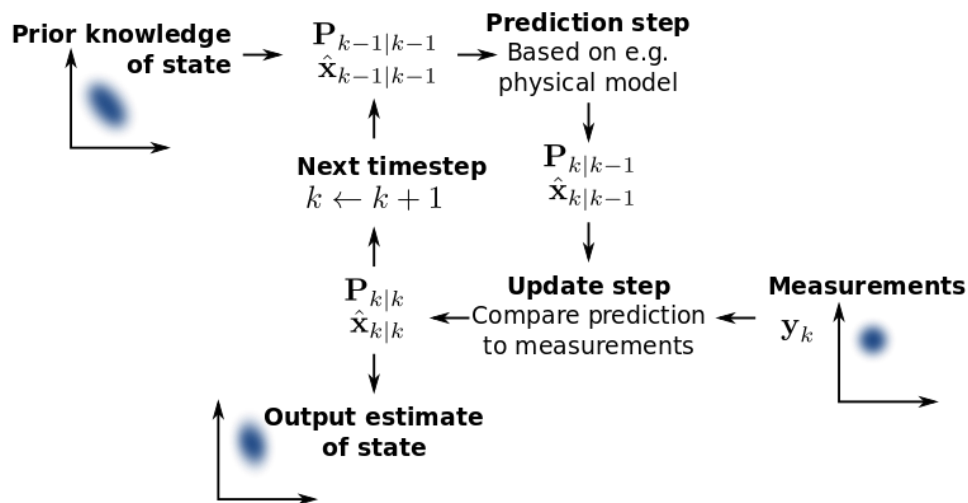 Prior knowledge
of state
P_{k−1|k−1}
x̂_{k−1|k−1}
Prediction step
Based on e.g.
physical model
P_{k|k−1}
x̂_{k|k−1}
Next timestep
k ← k + 1
P_{k|k}
x̂_{k|k}
Update step
Compare prediction
to measurements
Measurements
y_k
Output estimate
of state